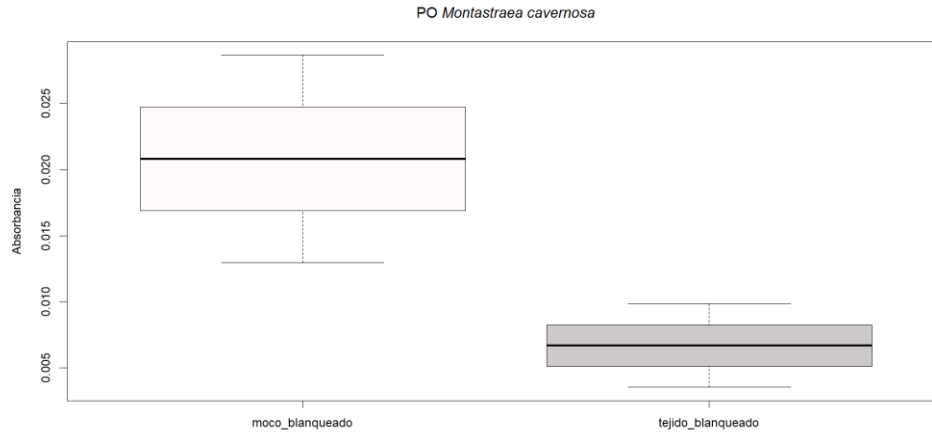 PO Montastraea cavernosa
Absorbancia
0.025
0.020
0.015
0.010
0.005
moco_blanqueado
tejido_blanqueado